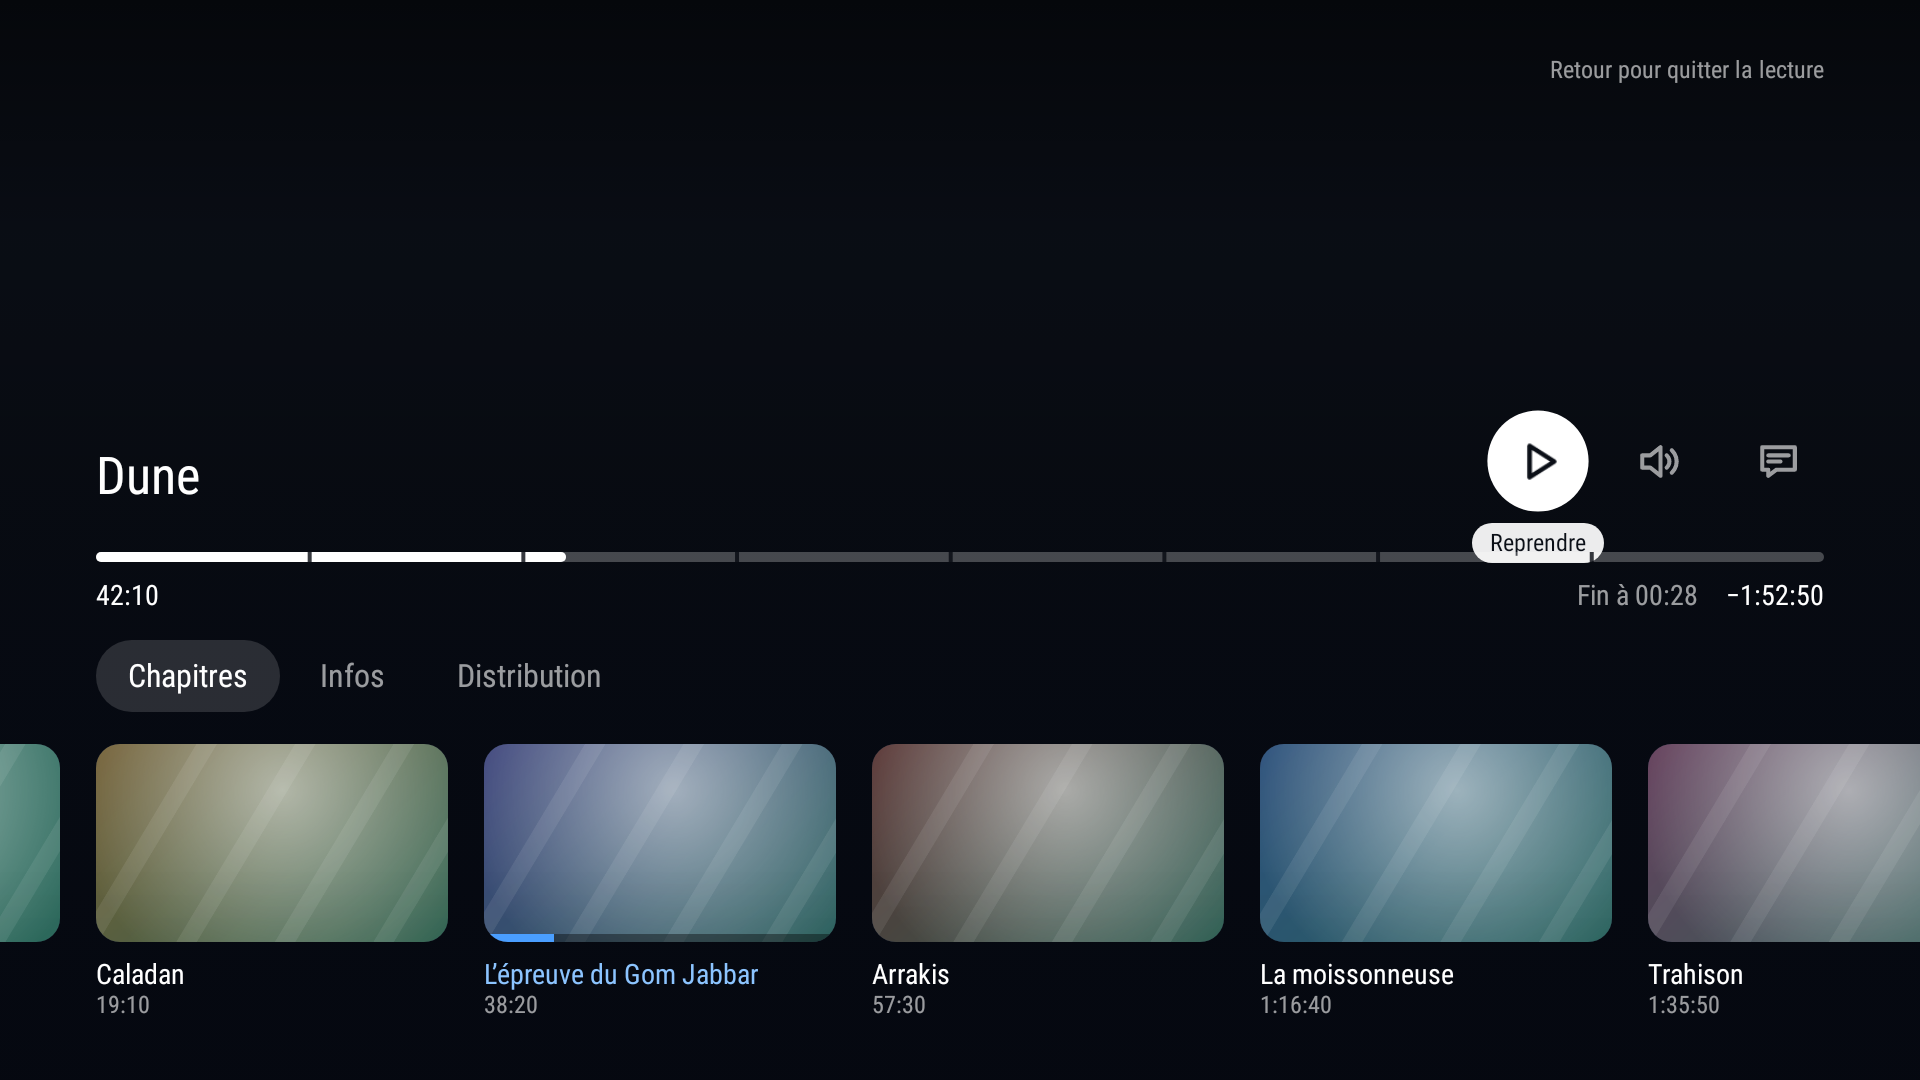 Retour pour quitter la lecture
Dune
Reprendre
42:10
Fin à 00:28 −1:52:50
Chapitres Infos Distribution
Caladan
19:10
L’épreuve du Gom Jabbar
38:20
Arrakis
57:30
La moissonneuse
1:16:40
Trahison
1:35:50